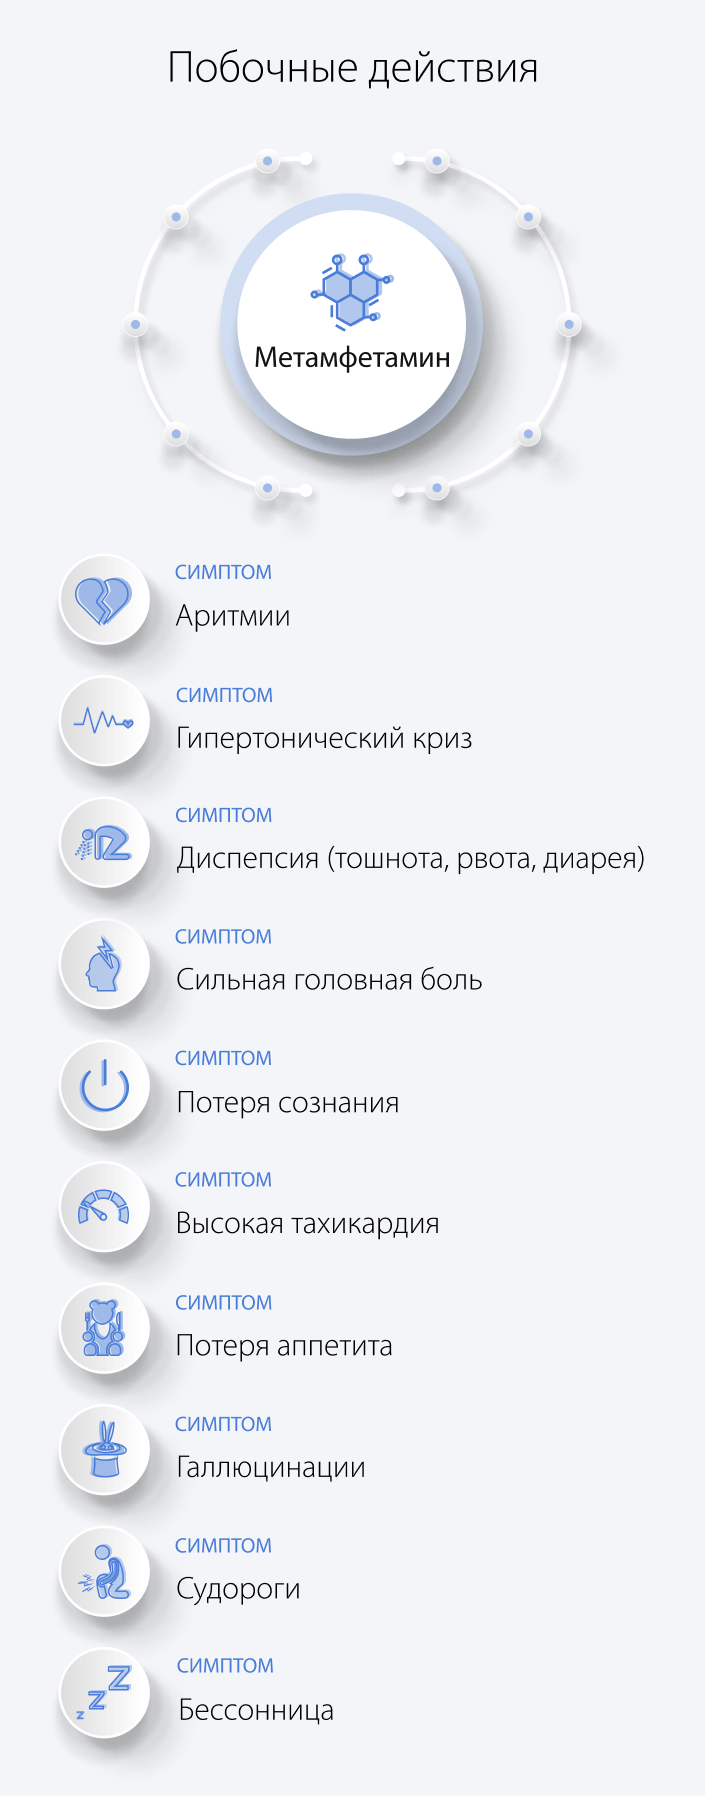 Побочные действия
Метамфетамин
СИМПТОМ
Аритмии
СИМПТОМ
Гипертонический криз
СИМПТОМ
Диспепсия (тошнота, рвота, диарея)
СИМПТОМ
Сильная головная боль
СИМПТОМ
Потеря сознания
СИМПТОМ
Высокая тахикардия
СИМПТОМ
Потеря аппетита
СИМПТОМ
Галлюцинации
СИМПТОМ
Судороги
СИМПТОМ
Бессонница